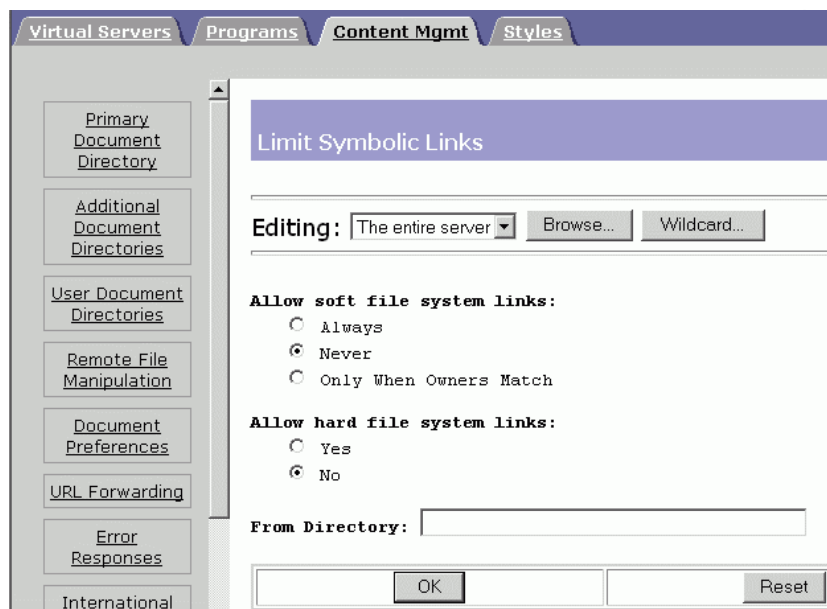 Virtual Servers Programs Content Mgmt Styles
Primary
Document
Directory
Additional
Document
Directories
User Document
Directories
Remote File
Manipulation
Document
Preferences
URL Forwarding
Error
Responses
International
Limit Symbolic Links
Editing: The entire server Browse... Wildcard...
Allow soft file system links:
Always
Never
Only When Owners Match
Allow hard file system links:
Yes
No
From Directory:
OK Reset